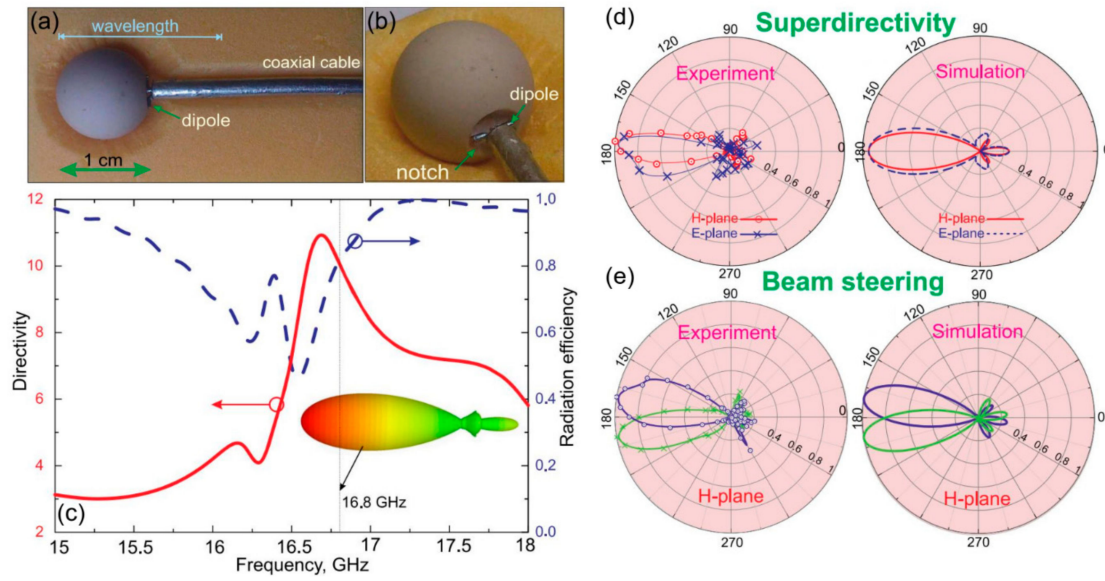 (a)
wavelength
coaxial cable
dipole
1 cm
(b)
dipole
notch
12
10
8
6
4
2
Directivity
1,0
0.8
0.6
0.4
0,2
0.0
Radiation efficiency
16.8 GHz
(c)
15
15.5
16
16.5
17
17.5
18
Frequency, GHz
(d)
Superdirectivity
90
120
150
180
270
0.4
0.6
0.8
1
Experiment
H-plane
E-plane
90
120
150
180
270
0
0.4
0.6
0.8
1
Simulation
H-plane
E-plane
(e)
Beam steering
90
120
150
180
270
0
0.4
0.6
0.8
1
Experiment
H-plane
90
120
150
180
270
0
0.4
0.6
0.8
1
Simulation
H-plane